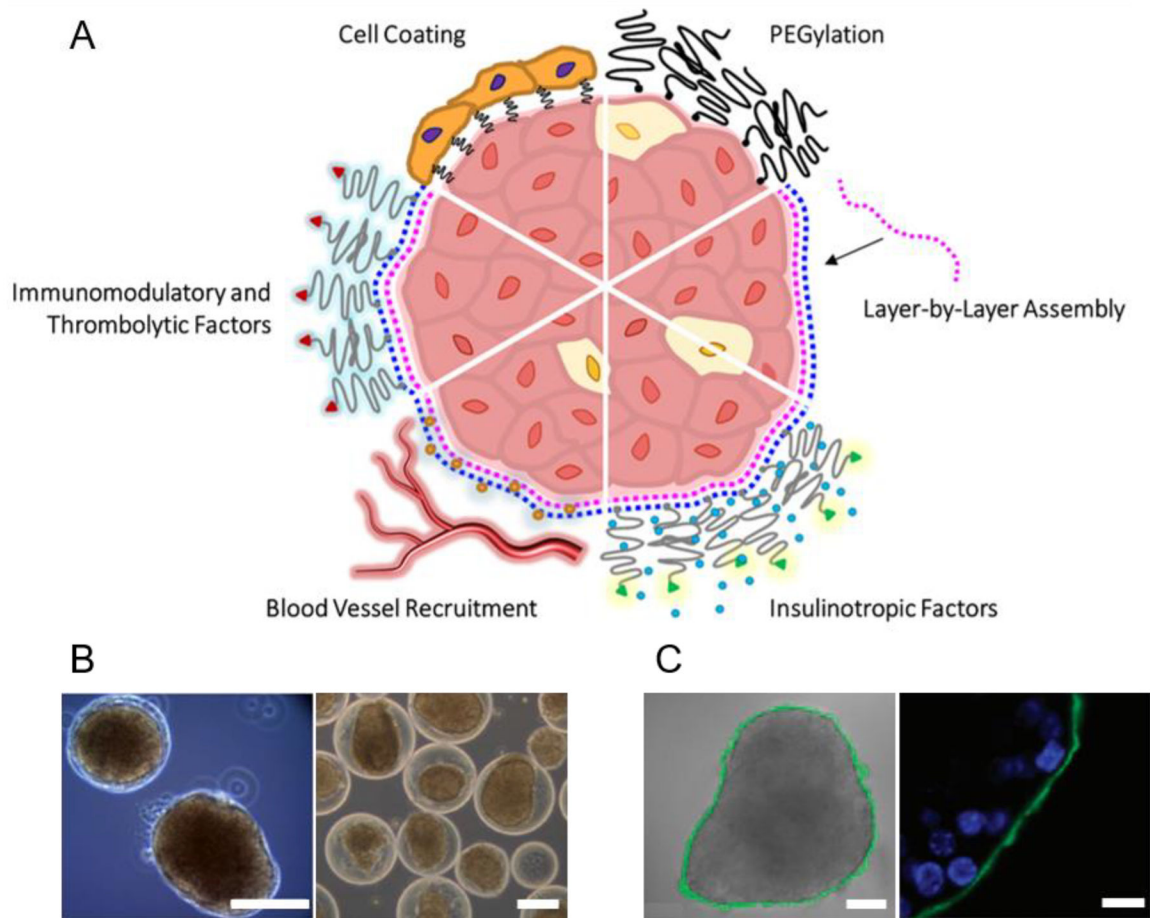 A
Cell Coating
PEGylation
Immunomodulatory and
Thrombolytic Factors
Layer-by-Layer Assembly
Blood Vessel Recruitment
Insulinotropic Factors
B
C